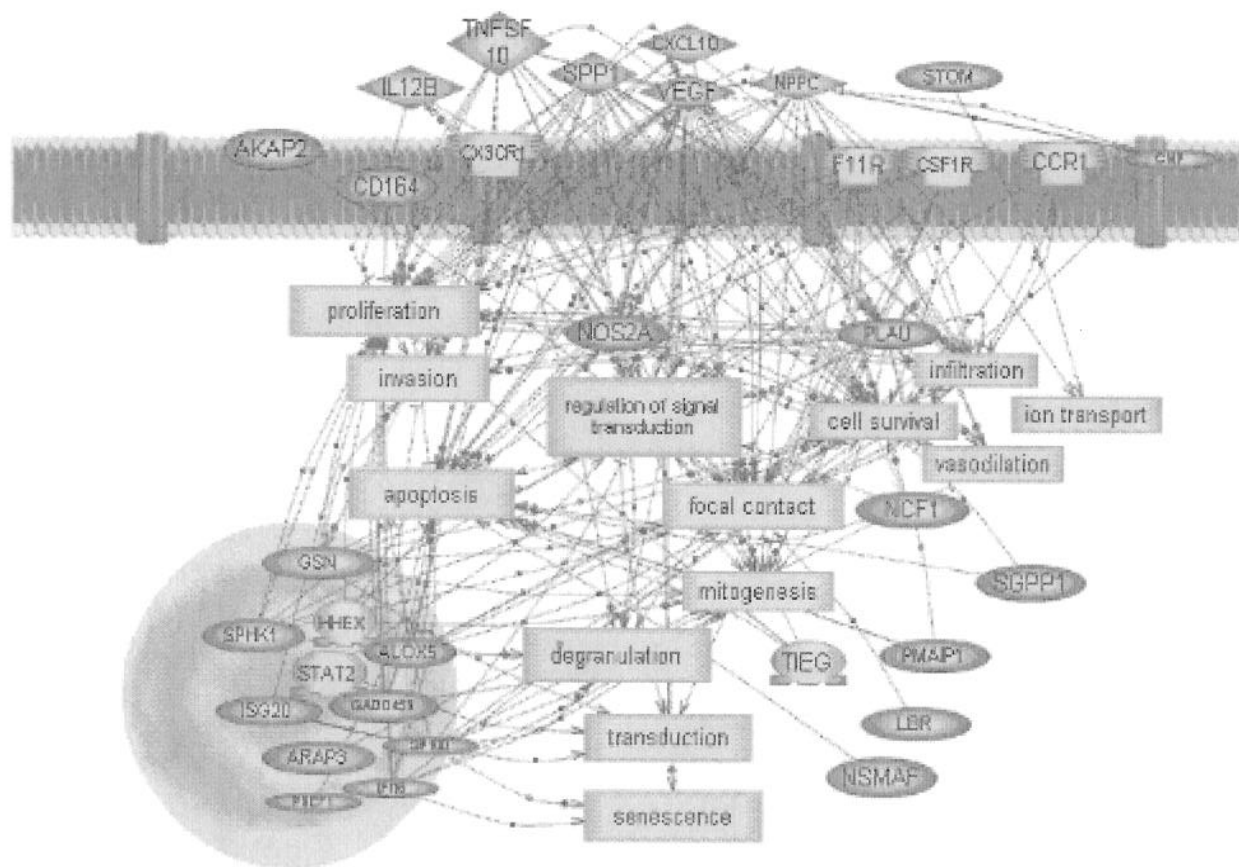 TNFSF
10
CXCL10
SPP1
STOM
IL12B
VEGF
NPPC
AKAP2
CX3CR1
F11R
CSF1R
CCR1
CD164
proliferation
NOS2A
PLAU
invasion
infiltration
regulation of signal
transduction
cell survival
ion transport
vasodilation
apoptosis
focal contact
NCF1
GSN
mitogenesis
SGPP1
SPHK1
HHEX
ALOX5
degranulation
TIEG
PMAIP1
STAT2
ISG20
LBR
transduction
ARAP3
NSMAF
IFI16
senescence